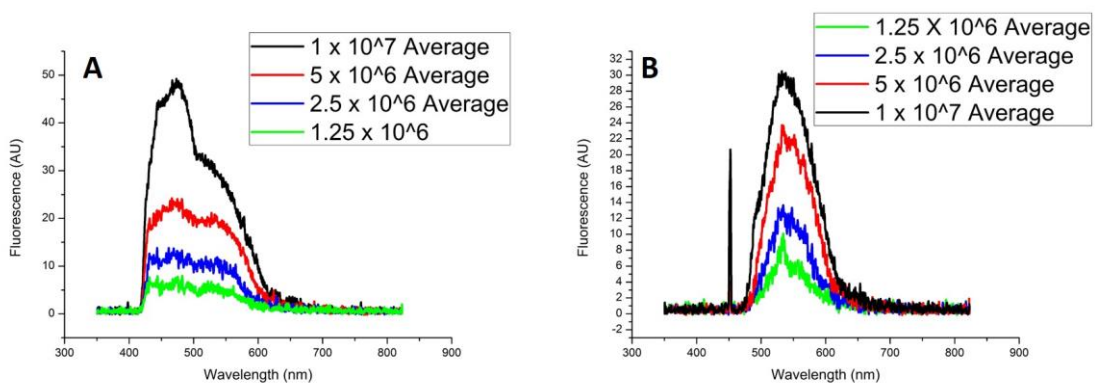 A
1 x 10^7 Average
5 x 10^6 Average
2.5 x 10^6 Average
1.25 x 10^6
50
40
30
20
10
0
Fluorescence (AU)
300 400 500 600 700 800 900
Wavelength (nm)
B
1.25 X 10^6 Average
2.5 x 10^6 Average
5 x 10^6 Average
1 x 10^7 Average
32
30
28
26
24
22
20
18
16
14
12
10
8
6
4
2
0
-2
Fluorescence (AU)
300 400 500 600 700 800 900
Wavelength (nm)